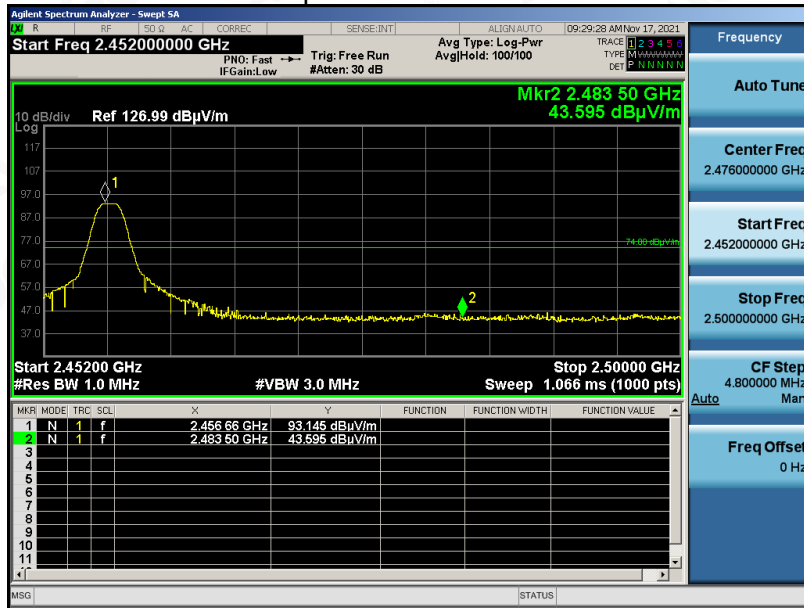 Agilent Spectrum Analyzer - Swept SA
LXI R RF 50 Ω AC CORREC SENSE:INT ALIGN AUTO 09:29:28 AM Nov 17, 2021
Start Freq 2.452000000 GHz
PNO: Fast
IFGain:Low
Trig: Free Run
#Atten: 30 dB
Avg Type: Log-Pwr
Avg|Hold: 100/100
TRACE 1 2 3 4 5 6
TYPE M
DET P N N N N N
Mkr2 2.483 50 GHz
43.595 dBµV/m
10 dB/div Ref 126.99 dBµV/m
Log
117
107
97.0
87.0
77.0
67.0
57.0
47.0
37.0
1
2
74.00 dBµV/m
Start 2.45200 GHz Stop 2.50000 GHz
#Res BW 1.0 MHz #VBW 3.0 MHz Sweep 1.066 ms (1000 pts)
MKR MODE TRC SCL X Y FUNCTION FUNCTION WIDTH FUNCTION VALUE
1 N 1 f 2.456 66 GHz 93.145 dBµV/m
2 N 1 f 2.483 50 GHz 43.595 dBµV/m
3
4
5
6
7
8
9
10
11
MSG STATUS
Frequency
Auto Tune
Center Freq
2.476000000 GHz
Start Freq
2.452000000 GHz
Stop Freq
2.500000000 GHz
CF Step
4.800000 MHz
Auto Man
Freq Offset
0 Hz